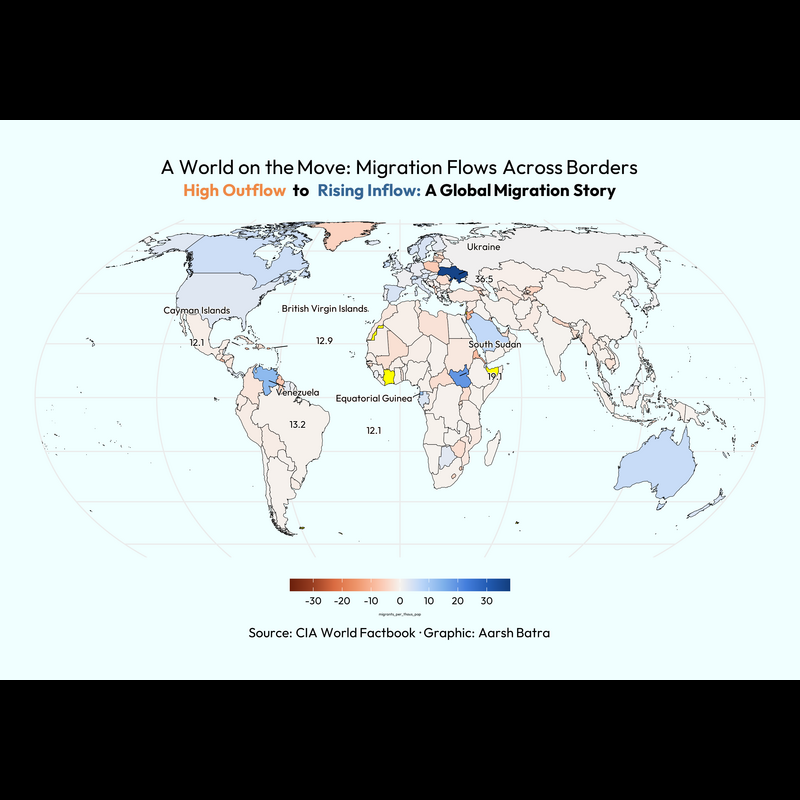 A World on the Move: Migration Flows Across Borders
High Outflow to Rising Inflow: A Global Migration Story
Ukraine
36.5
Cayman Islands
12.1
British Virgin Islands
12.9
South Sudan
19.1
Venezuela
13.2
Equatorial Guinea
12.1
-30 -20 -10 0 10 20 30
migrants_per_thous_pop
Source: CIA World Factbook · Graphic: Aarsh Batra